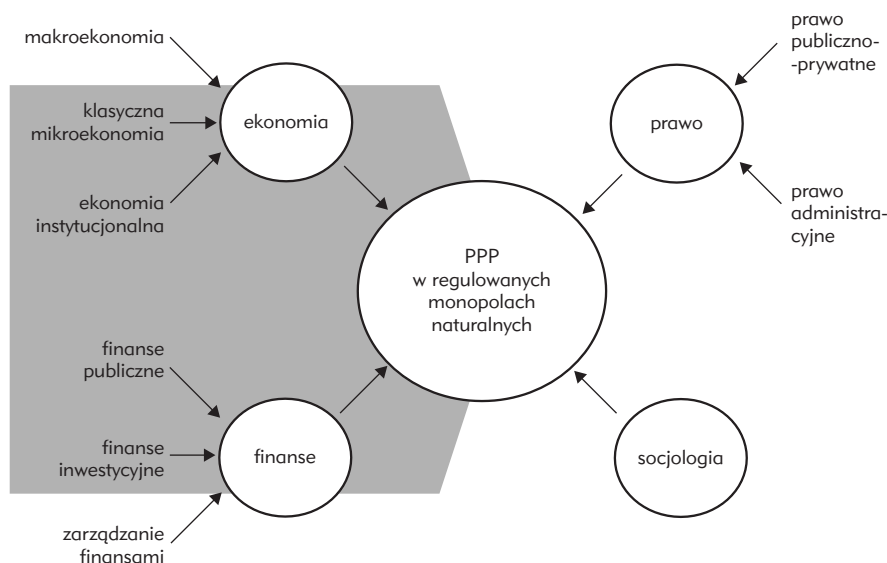 makroekonomia
klasyczna
mikroekonomia
ekonomia
instytucjonalna
ekonomia
prawo
publiczno-
-prywatne
prawo
prawo
administra-
cyjne
PPP
w regulowanych
monopolach
naturalnych
finanse
publiczne
finanse
inwestycyjne
zarządzanie
finansami
finanse
socjologia